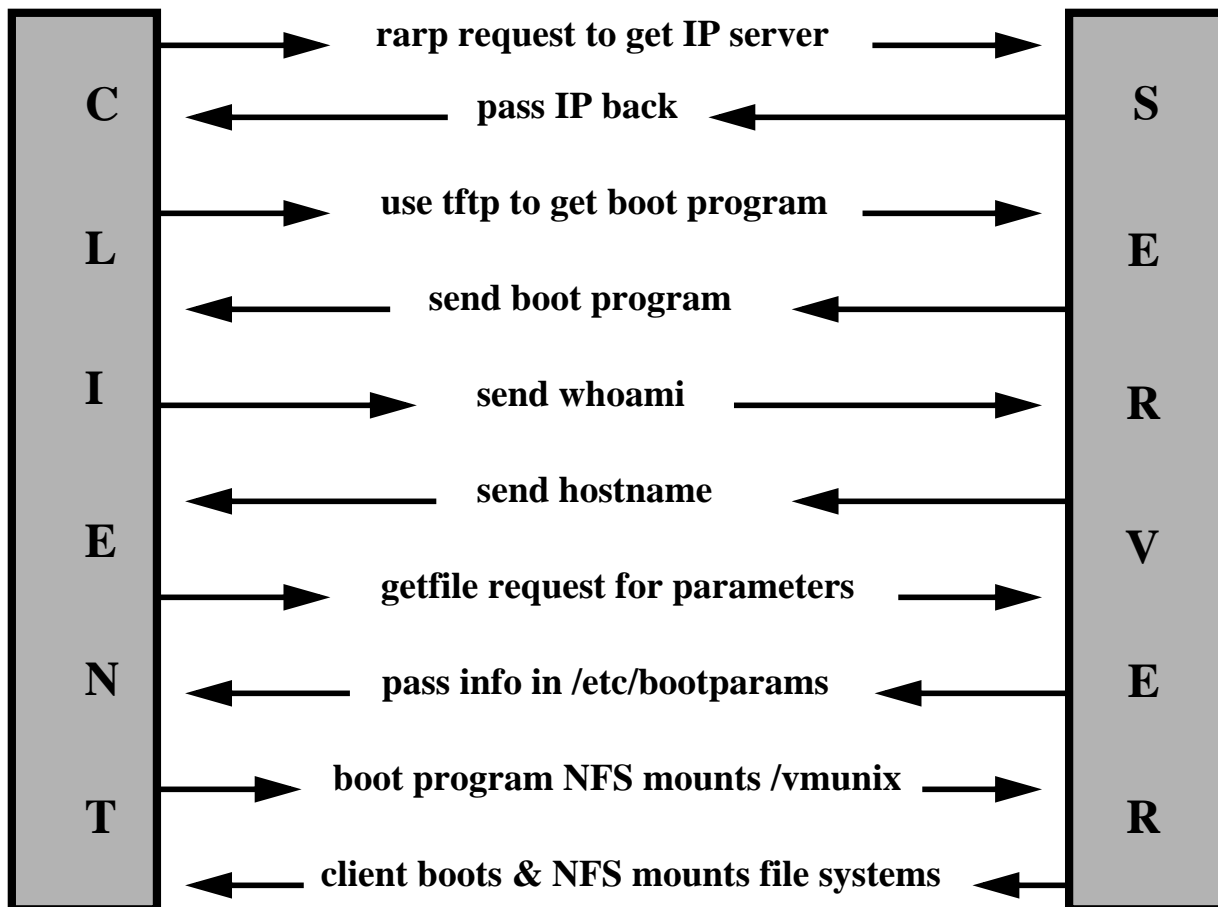 CLIENT
SERVER
rarp request to get IP server
pass IP back
use tftp to get boot program
send boot program
send whoami
send hostname
getfile request for parameters
pass info in /etc/bootparams
boot program NFS mounts /vmunix
client boots & NFS mounts file systems